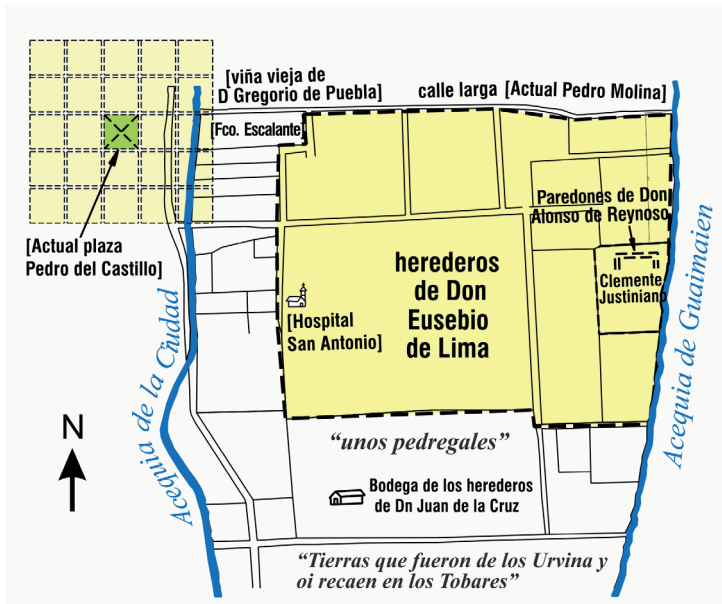 [viña vieja de
D Gregorio de Puebla]
calle larga [Actual Pedro Molina]
[Fco. Escalante]
Paredones de Don
Alonso de Reynoso
[Actual plaza
Pedro del Castillo]
herederos
de Don
Eusebio
de Lima
Clemente
Justiniano
[Hospital
San Antonio]
Acequia de la Ciudad
Acequia de Guaimaien
N
“unos pedregales”
Bodega de los herederos
de Dn Juan de la Cruz
“Tierras que fueron de los Urvina y
oi recaen en los Tobares”